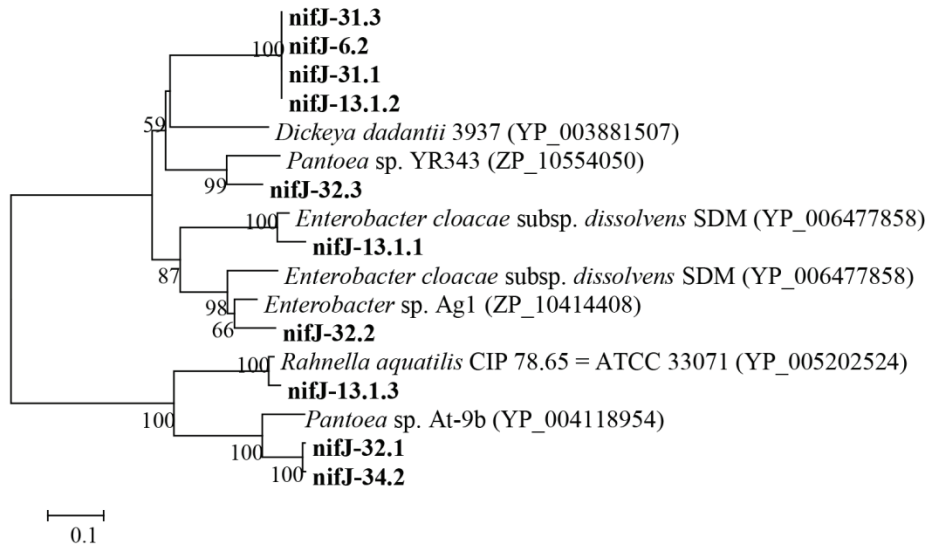 nifJ-31.3
100 nifJ-6.2
nifJ-31.1
nifJ-13.1.2
59
Dickeya dadantii 3937 (YP_003881507)
Pantoea sp. YR343 (ZP_10554050)
99 nifJ-32.3
100 Enterobacter cloacae subsp. dissolvens SDM (YP_006477858)
nifJ-13.1.1
87
Enterobacter cloacae subsp. dissolvens SDM (YP_006477858)
98 Enterobacter sp. Ag1 (ZP_10414408)
66 nifJ-32.2
100 Rahnella aquatilis CIP 78.65 = ATCC 33071 (YP_005202524)
nifJ-13.1.3
100
Pantoea sp. At-9b (YP_004118954)
100 nifJ-32.1
100 nifJ-34.2
0.1